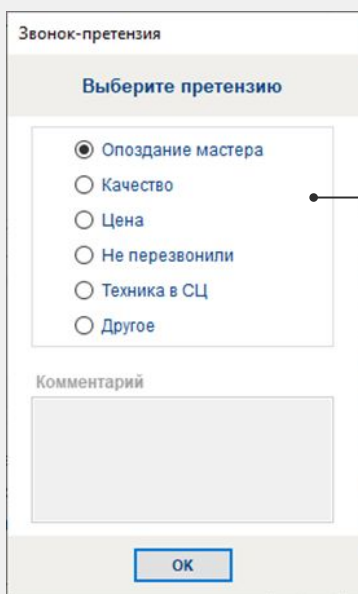 Звонок-претензия
Выберите претензию
Опоздание мастера
Качество
Цена
Не перезвонили
Техника в СЦ
Другое
Комментарий
ОК